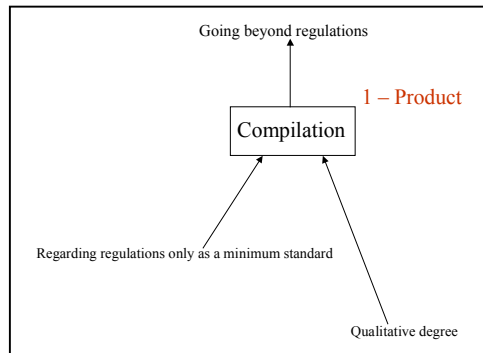 Going beyond regulations
1 – Product
Compilation
Regarding regulations only as a minimum standard
Qualitative degree